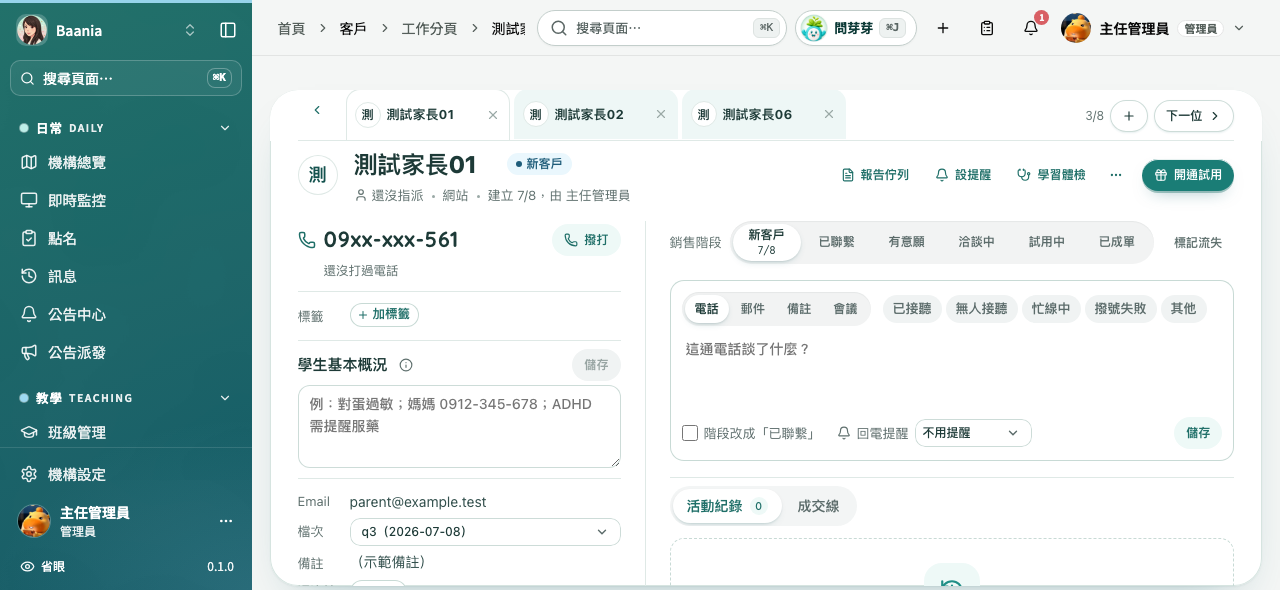 Baania
搜尋頁面… ⌘K
日常 DAILY
機構總覽
即時監控
點名
訊息
公告中心
公告派發
教學 TEACHING
班級管理
機構設定
主任管理員
管理員
省眼 0.1.0
首頁 > 客戶 > 工作分頁 > 測試家
搜尋頁面… ⌘K
問芽芽 ⌘J
1
主任管理員 管理員
測 測試家長01
測 測試家長02
測 測試家長06
3/8
下一位
測
測試家長01
新客戶
還沒指派 · 網站 · 建立 7/8，由 主任管理員
報告佇列
設提醒
學習體檢
開通試用
09xx-xxx-561
撥打
還沒打過電話
標籤
+ 加標籤
學生基本概況
儲存
例：對蛋過敏；媽媽 0912-345-678；ADHD
需提醒服藥
Email parent@example.test
檔次 q3 (2026-07-08)
備註 (示範備註)
銷售階段
新客戶
7/8
已聯繫
有意願
洽談中
試用中
已成單
標記流失
電話 郵件 備註 會議
已接聽 無人接聽 忙線中 撥號失敗 其他
這通電話談了什麼？
階段改成「已聯繫」
回電提醒 不用提醒
儲存
活動紀錄 0
成交線